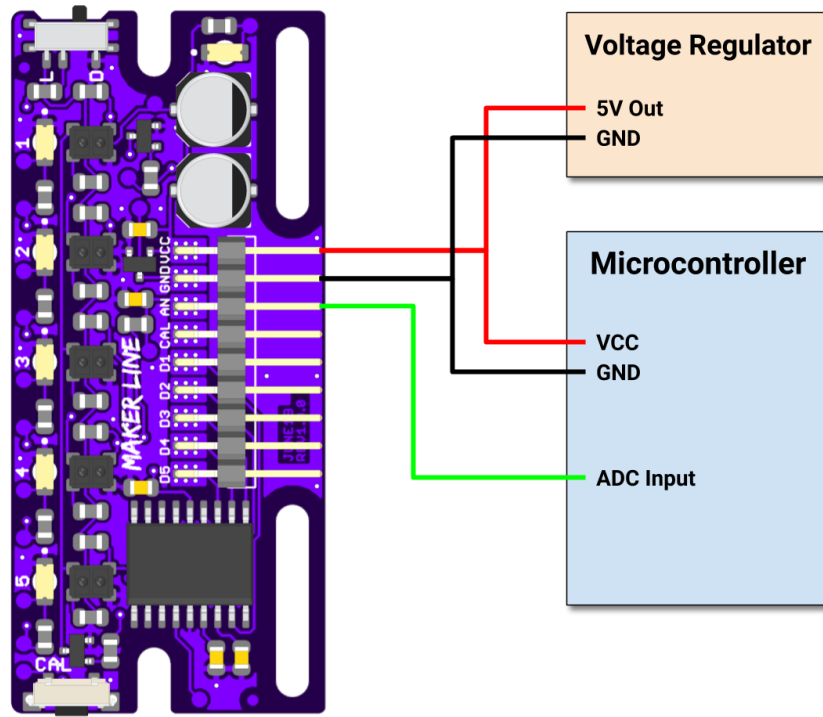 L D
1
2
3
4
5
VCC
GND
AN
CAL
D1
D2
D3
D4
D5
MAKER LINE
CAL
Voltage Regulator
5V Out
GND
Microcontroller
VCC
GND
ADC Input